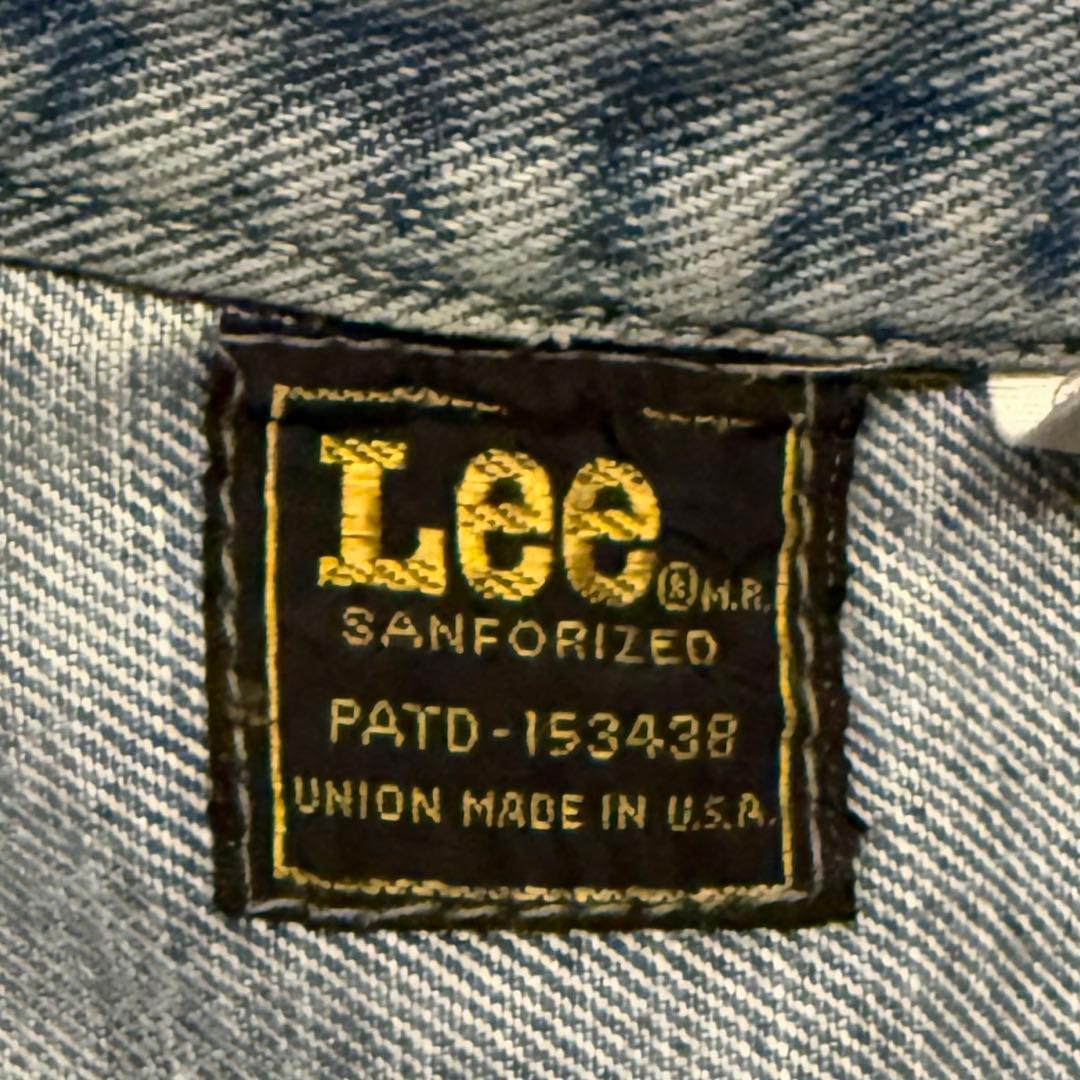 Lee® M.R.
SANFORIZED
PATD-153438
UNION MADE IN U.S.A.